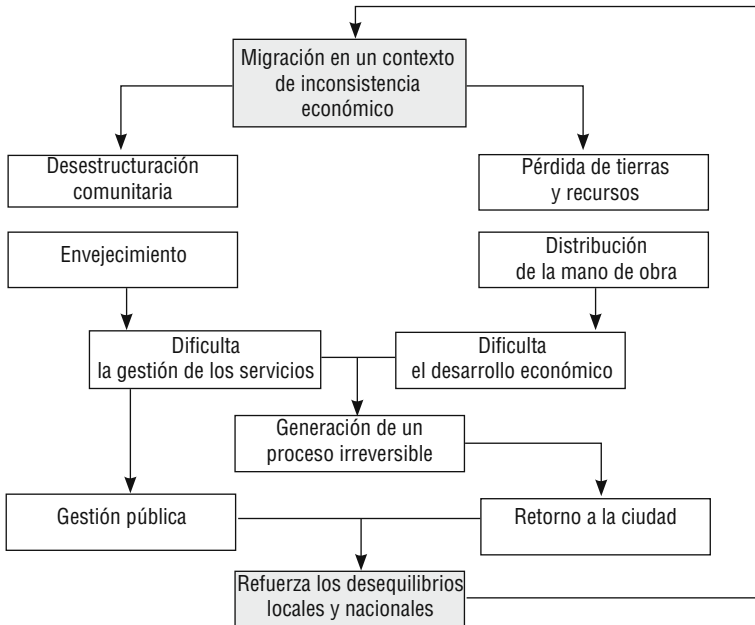 Migración en un contexto
de inconsistencia
económico
Desestructuración
comunitaria
Pérdida de tierras
y recursos
Envejecimiento
Distribución
de la mano de obra
Dificulta
la gestión de los servicios
Dificulta
el desarrollo económico
Generación de un
proceso irreversible
Gestión pública
Retorno a la ciudad
Refuerza los desequilibrios
locales y nacionales